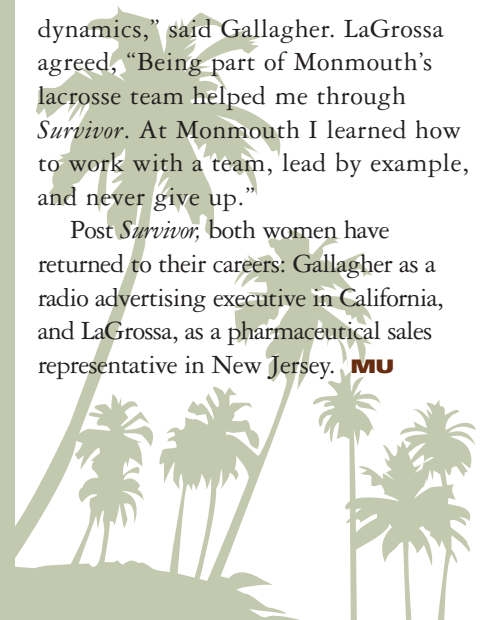 dynamics,” said Gallagher. LaGrossa
agreed, “Being part of Monmouth’s
lacrosse team helped me through
Survivor. At Monmouth I learned how
to work with a team, lead by example,
and never give up.”
Post Survivor, both women have
returned to their careers: Gallagher as a
radio advertising executive in California,
and LaGrossa, as a pharmaceutical sales
representative in New Jersey. MU